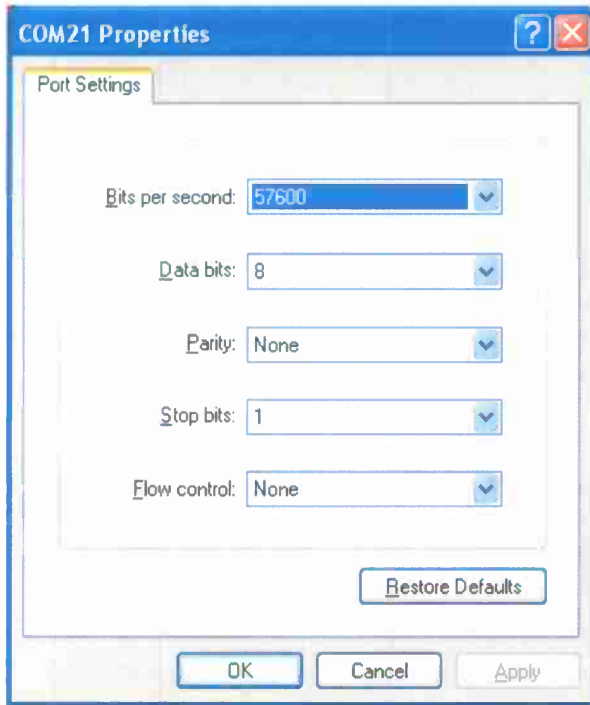 COM21 Properties
Port Settings
Bits per second: 57600
Data bits: 8
Parity: None
Stop bits: 1
Flow control: None
Restore Defaults
OK Cancel Apply